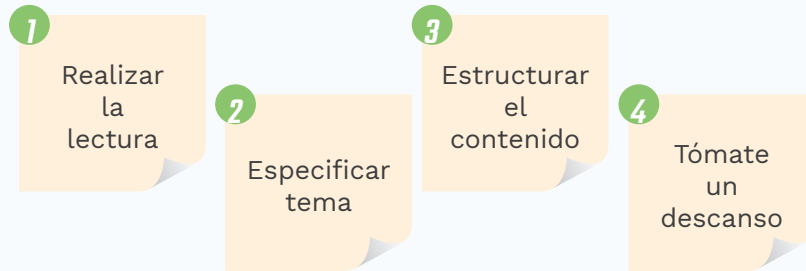 1
Realizar
la
lectura
2
Especificar
tema
3
Estructurar
el
contenido
4
Tómate
un
descanso